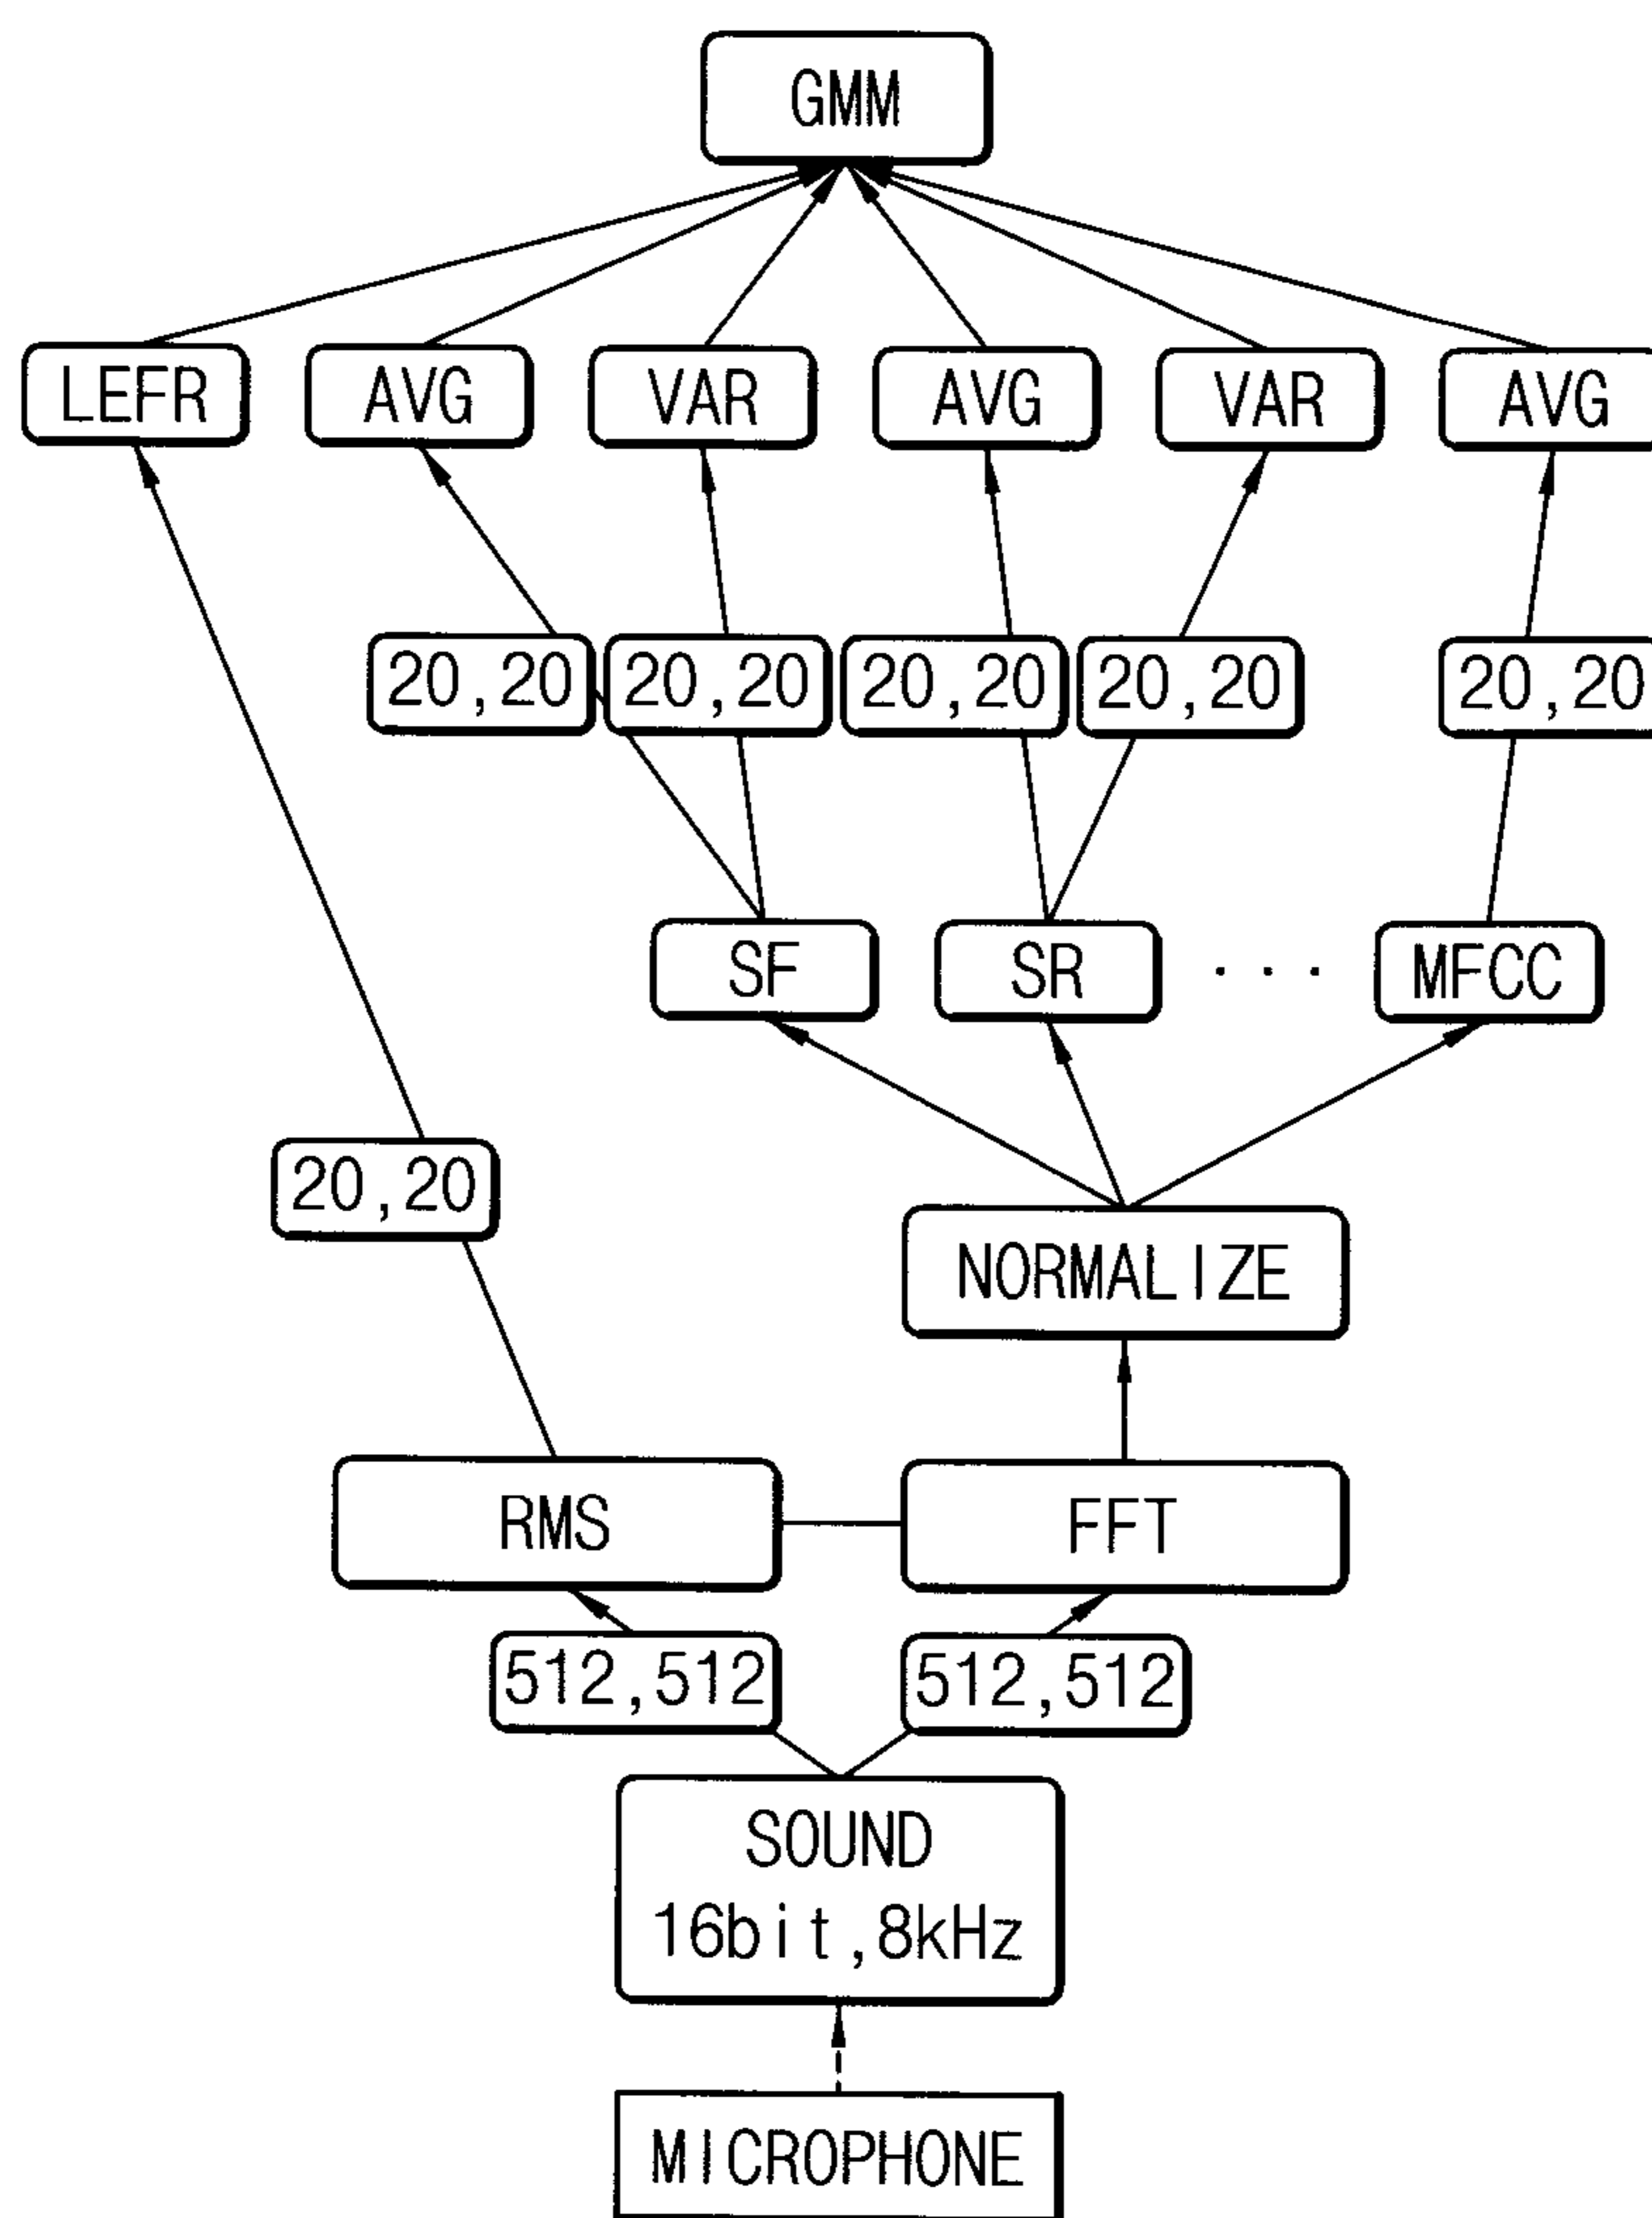 GMM
LEFR
AVG
VAR
AVG
VAR
AVG
20,20
20,20
20,20
20,20
20,20
SF
SR
. . .
MFCC
20,20
NORMALIZE
RMS
FFT
512,512
512,512
SOUND
16bit,8kHz
MICROPHONE